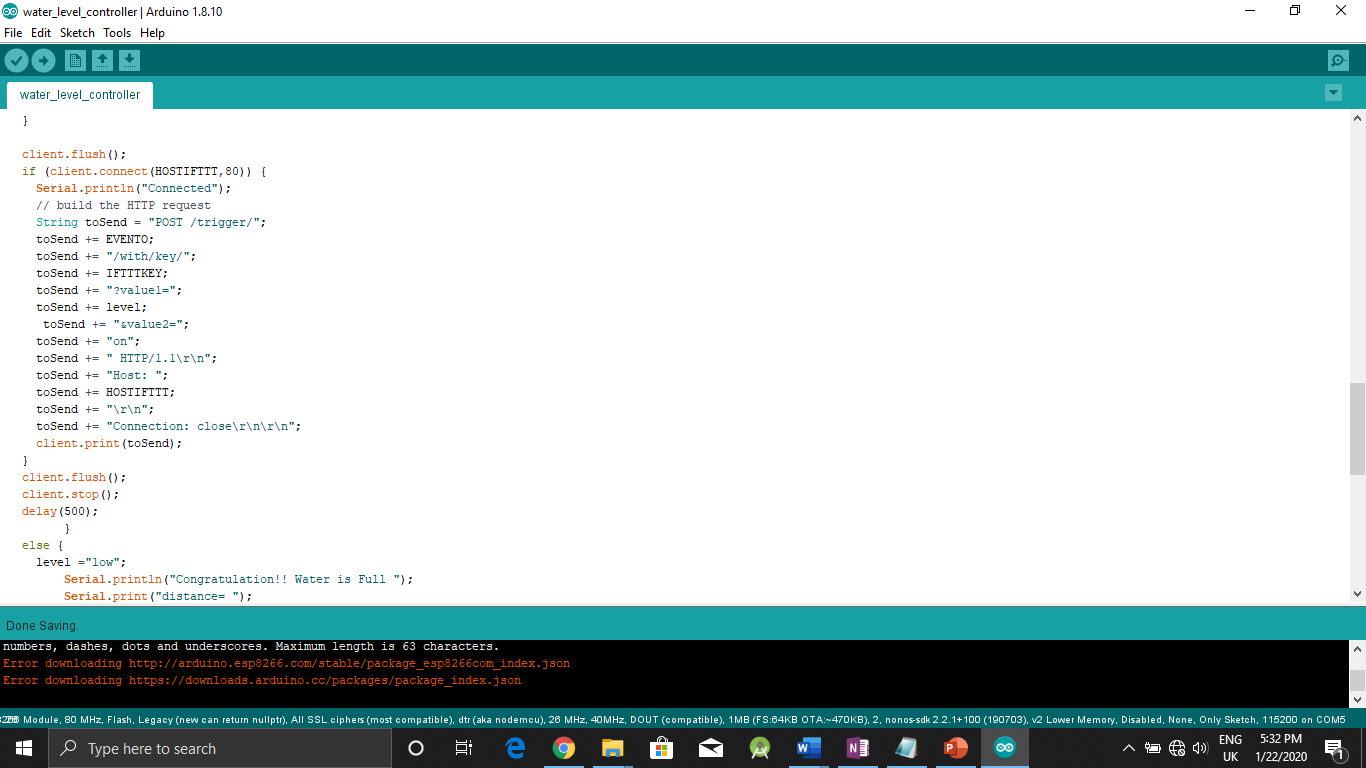 water_level_controller | Arduino 1.8.10
File Edit Sketch Tools Help
water_level_controller
}
client.flush();
if (client.connect(HOSTIFTTT,80)) {
Serial.println("Connected");
// build the HTTP request
String toSend = "POST /trigger/";
toSend += EVENTO;
toSend += "/with/key/";
toSend += IFTTTKEY;
toSend += "?value1=";
toSend += level;
toSend += "&value2=";
toSend += "on";
toSend += " HTTP/1.1\r\n";
toSend += "Host: ";
toSend += HOSTIFTTT;
toSend += "\r\n";
toSend += "Connection: close\r\n\r\n";
client.print(toSend);
}
client.flush();
client.stop();
delay(500);
}
else {
level ="low";
Serial.println("Congratulation!! Water is Full ");
Serial.print("distance= ");
Done Saving.
numbers, dashes, dots and underscores. Maximum length is 63 characters.
Error downloading http://arduino.esp8266.com/stable/package_esp8266com_index.json
Error downloading https://downloads.arduino.cc/packages/package_index.json
Module, 80 MHz, Flash, Legacy (new can return nullptr), All SSL ciphers (most compatible), dtr (aka nodemcu), 26 MHz, 40MHz, DOUT (compatible), 1MB (FS:64KB OTA:~470KB), 2, nonos-sdk 2.2.1+100 (190703), v2 Lower Memory, Disabled, None, Only Sketch, 115200 on COM5
Type here to search
ENG
UK
5:32 PM
1/22/2020
1